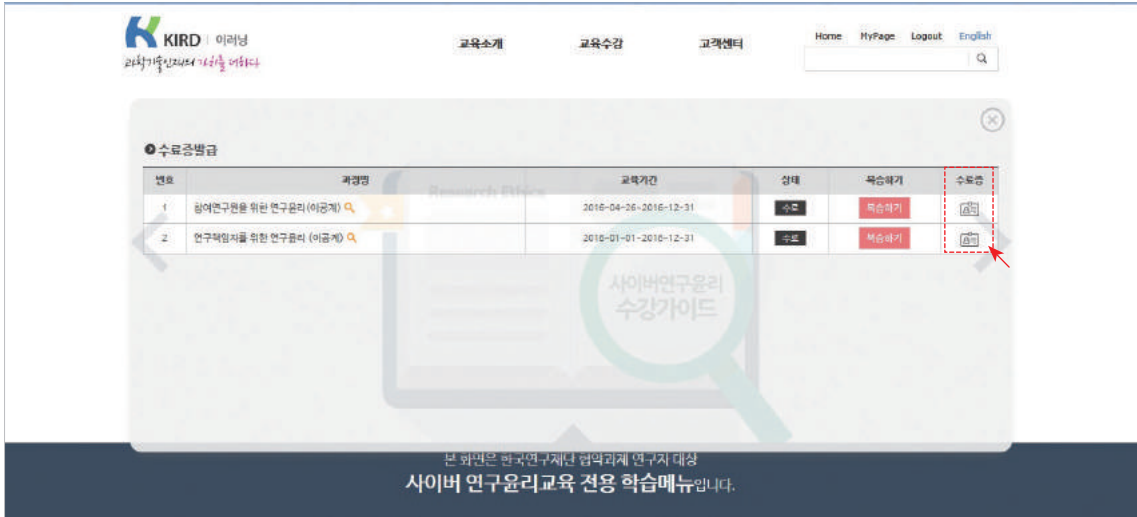 KIRD 이러닝
과학기술인재의 가치를 더하다
교육소개 교육수강 고객센터
Home MyPage Logout English
수료증발급
번호 과정명 교육기간 상태 복습하기 수료증
1 참여연구원을 위한 연구윤리(이공계) 2016-04-26~2016-12-31 수료 복습하기
2 연구책임자를 위한 연구윤리 (이공계) 2016-01-01~2016-12-31 수료 복습하기
Research Ethics
사이버연구윤리
수강가이드
본 화면은 한국연구재단 협약과제 연구자 대상
사이버 연구윤리교육 전용 학습메뉴입니다.